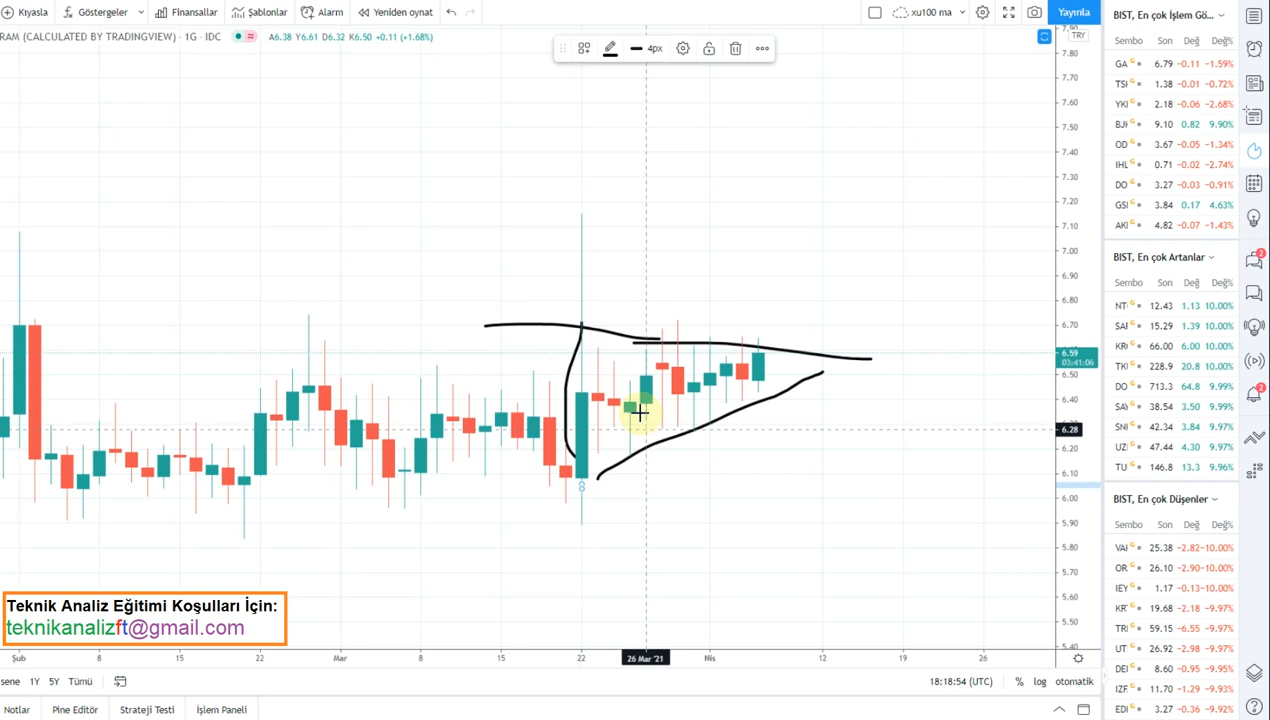 Kıyasla Göstergeler Finansallar Şablonlar Alarm Yeniden oynat xu100 ma Yayınla
RAM (CALCULATED BY TRADINGVIEW) · 1G · IDC A6.38 Y6.61 D6.32 K6.50 +0.11 (+1.68%)
4px
TRY
7.80
7.70
7.60
7.50
7.40
7.30
7.20
7.10
7.00
6.90
6.80
6.70
6.59
03:41:06
6.50
6.40
6.28
6.20
6.10
6.00
5.90
5.80
5.70
5.60
5.50
5.40
Teknik Analiz Eğitimi Koşulları İçin:
teknikanalizft@gmail.com
Şub 8 15 22 Mar 8 15 22 26 Mar '21 Nis 12 19 26
sene 1Y 5Y Tümü 18:18:54 (UTC) % log otomatik
Notlar Pine Editör Strateji Testi İşlem Paneli
BIST, En çok İşlem Gö...
Sembo Son Değ Değ%
GA 6.79 −0.11 −1.59%
TSI 1.38 −0.01 −0.72%
YKI 2.18 −0.06 −2.68%
BJK 9.10 0.82 9.90%
OD 3.67 −0.05 −1.34%
IHL 0.71 −0.02 −2.74%
DO 3.27 −0.03 −0.91%
GSI 3.84 0.17 4.63%
AKI 4.82 −0.07 −1.43%
BIST, En çok Artanlar
Sembo Son Değ Değ%
NT 12.43 1.13 10.00%
SAF 15.29 1.39 10.00%
KR 66.00 6.00 10.00%
TKI 228.9 20.8 10.00%
DO 713.3 64.8 9.99%
SAY 38.54 3.50 9.99%
SNI 42.34 3.84 9.97%
UZI 47.44 4.30 9.97%
TU 146.8 13.3 9.96%
BIST, En çok Düşenler
Sembo Son Değ Değ%
VAI 25.38 −2.82 −10.00%
OR 26.10 −2.90 −10.00%
IEY 1.17 −0.13 −10.00%
KR 19.68 −2.18 −9.97%
TRI 59.15 −6.55 −9.97%
UT 26.92 −2.98 −9.97%
DEI 8.60 −0.95 −9.95%
IZF 11.70 −1.29 −9.93%
EDI 3.27 −0.36 −9.92%